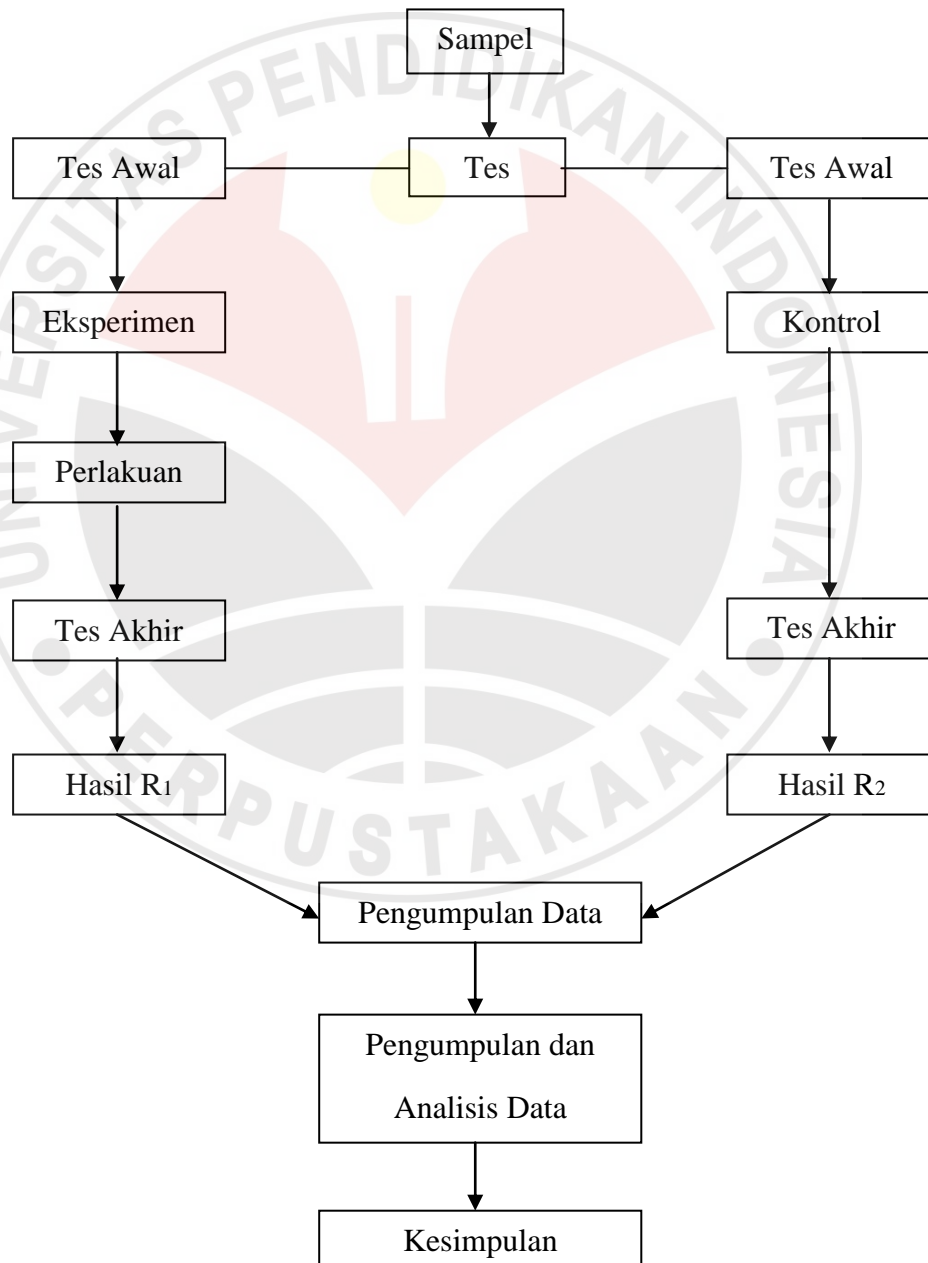 Sampel
Tes Awal
Tes
Tes Awal
Eksperimen
Kontrol
Perlakuan
Tes Akhir
Tes Akhir
Hasil R1
Hasil R2
Pengumpulan Data
Pengumpulan dan
Analisis Data
Kesimpulan
UNIVERSITAS PENDIDIKAN INDONESIA
PERPUSTAKAAN